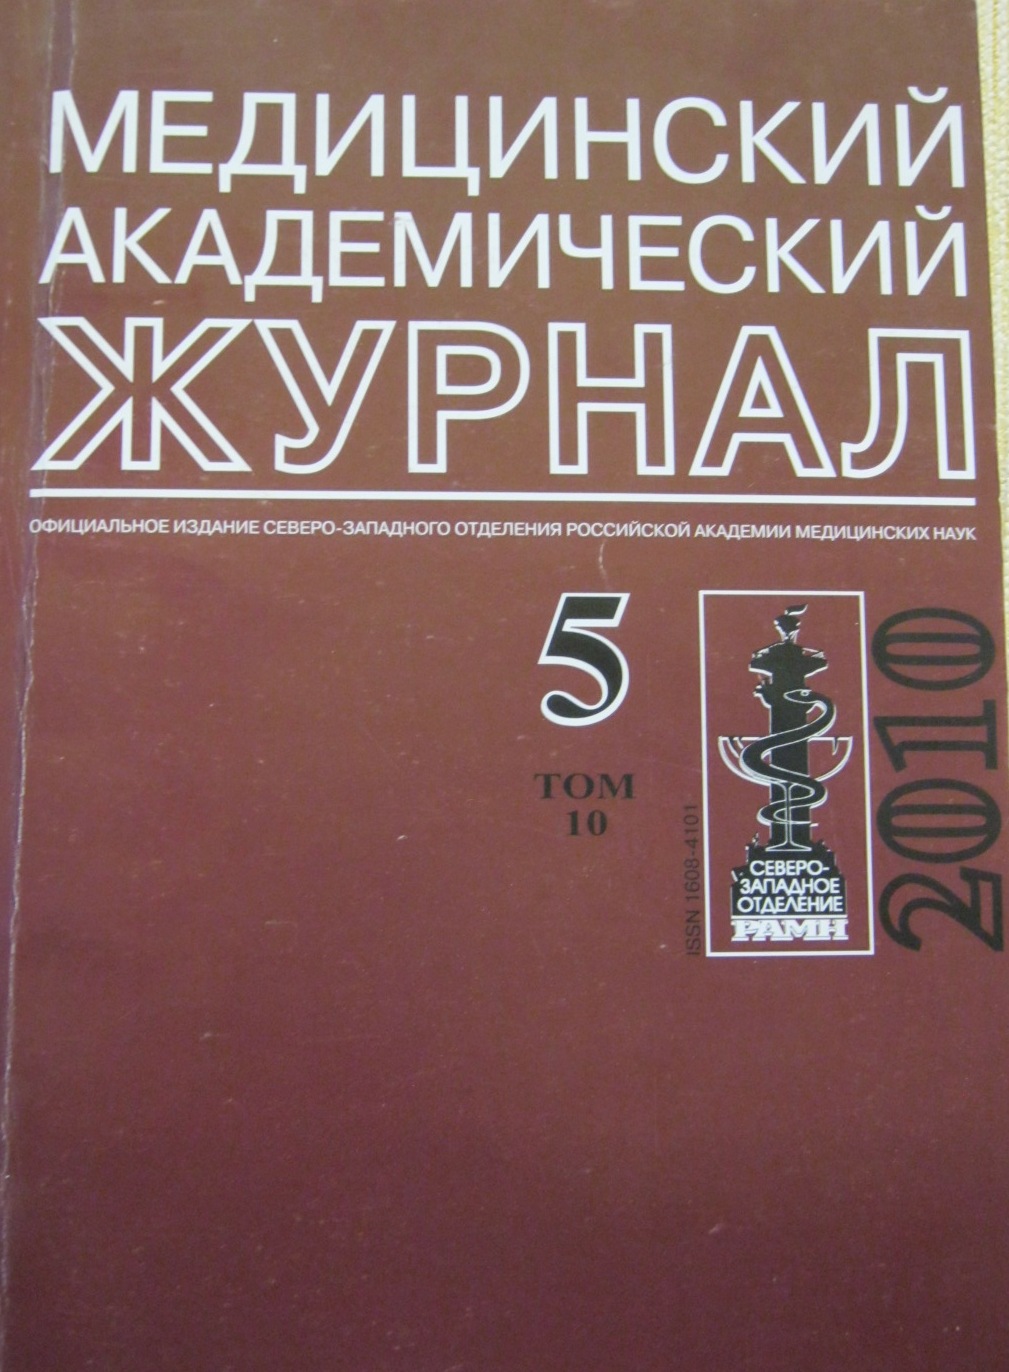 МЕДИЦИНСКИЙ
АКАДЕМИЧЕСКИЙ
ЖУРНАЛ
ОФИЦИАЛЬНОЕ ИЗДАНИЕ СЕВЕРО-ЗАПАДНОГО ОТДЕЛЕНИЯ РОССИЙСКОЙ АКАДЕМИИ МЕДИЦИНСКИХ НАУК
5
ТОМ
10
ISSN 1608-4101
СЕВЕРО-
ЗАПАДНОЕ
ОТДЕЛЕНИЕ
РАМН
2010